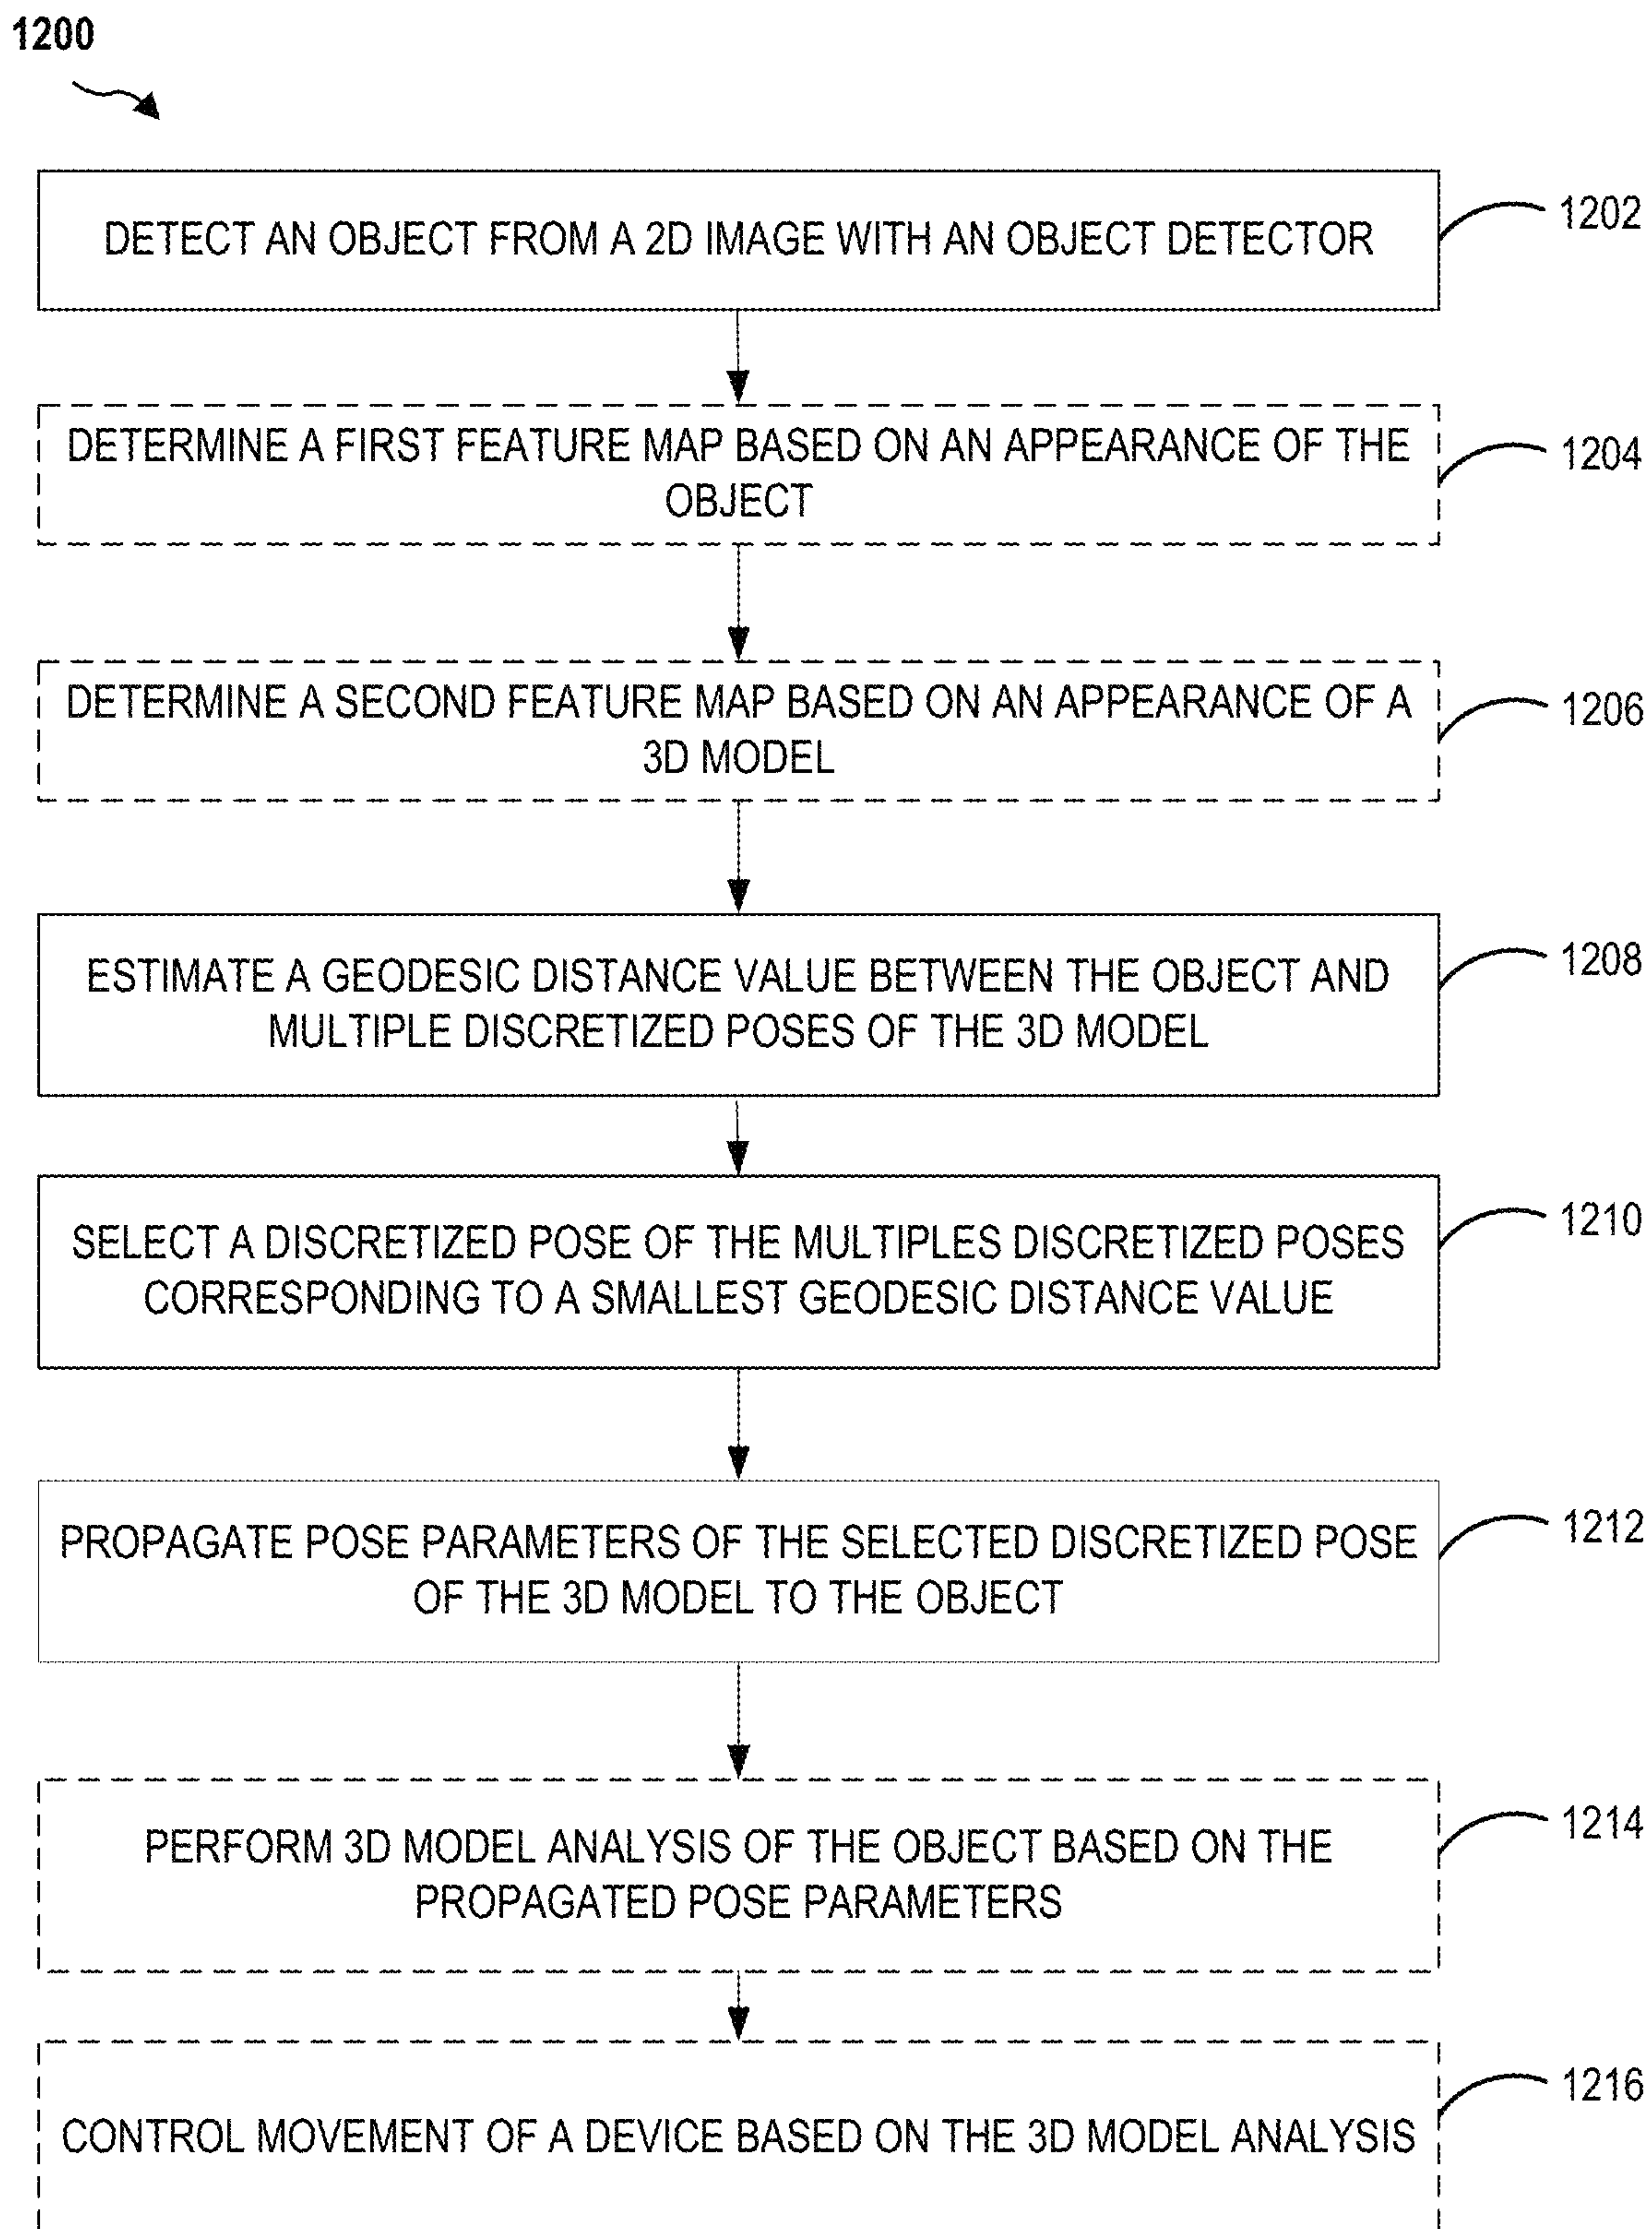 1200
DETECT AN OBJECT FROM A 2D IMAGE WITH AN OBJECT DETECTOR
1202
DETERMINE A FIRST FEATURE MAP BASED ON AN APPEARANCE OF THE
OBJECT
1204
DETERMINE A SECOND FEATURE MAP BASED ON AN APPEARANCE OF A
3D MODEL
1206
ESTIMATE A GEODESIC DISTANCE VALUE BETWEEN THE OBJECT AND
MULTIPLE DISCRETIZED POSES OF THE 3D MODEL
1208
SELECT A DISCRETIZED POSE OF THE MULTIPLES DISCRETIZED POSES
CORRESPONDING TO A SMALLEST GEODESIC DISTANCE VALUE
1210
PROPAGATE POSE PARAMETERS OF THE SELECTED DISCRETIZED POSE
OF THE 3D MODEL TO THE OBJECT
1212
PERFORM 3D MODEL ANALYSIS OF THE OBJECT BASED ON THE
PROPAGATED POSE PARAMETERS
1214
CONTROL MOVEMENT OF A DEVICE BASED ON THE 3D MODEL ANALYSIS
1216